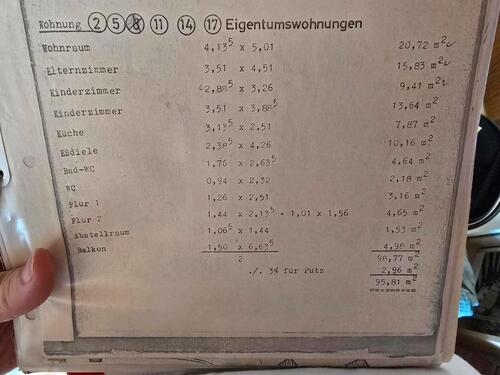 Wohnung 2 5 8 11 14 17 Eigentumswohnungen
Wohnraum 4,13⁵ x 5,01 20,72 m²
Elternzimmer 3,51 x 4,51 15,83 m²
Kinderzimmer 2,88⁵ x 3,26 9,41 m²
Kinderzimmer 3,51 x 3,88⁵ 13,64 m²
Küche 3,13⁵ x 2,51 7,87 m²
Eßdiele 2,38⁵ x 4,26 10,16 m²
Bad-WC 1,76 x 2,63⁵ 4,64 m²
WC 0,94 x 2,32 2,18 m²
Flur 1 1,26 x 2,51 3,16 m²
Flur 2 1,44 x 2,13⁵ + 1,01 x 1,56 4,65 m²
Abstellraum 1,06⁵ x 1,44 1,53 m²
Balkon 1,50 x 6,63⁵ 4,98 m²
2 98,77 m²
./. 3% für Putz 2,96 m²
95,81 m²